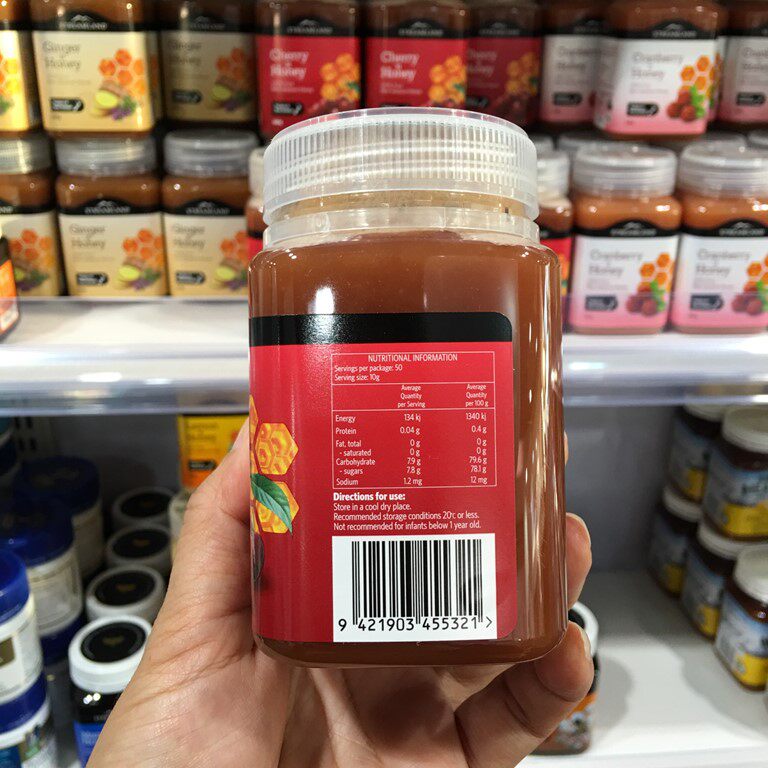 STREAMLAND
Ginger
Honey
Cherry
Honey
Cherry
Honey
Cranberry
Honey
Ginger
Honey
Cranberry
Honey
NUTRITIONAL INFORMATION
Servings per package: 50
Serving size: 10g
Average Quantity per Serving
Average Quantity per 100 g
Energy 134 kj 1340 kj
Protein 0.04 g 0.4 g
Fat, total 0 g 0 g
- saturated 0 g 0 g
Carbohydrate 7.9 g 79.6 g
- sugars 7.8 g 78.1 g
Sodium 1.2 mg 12 mg
Directions for use:
Store in a cool dry place.
Recommended storage conditions 20c or less.
Not recommended for infants below 1 year old.
9 421903 455321 >